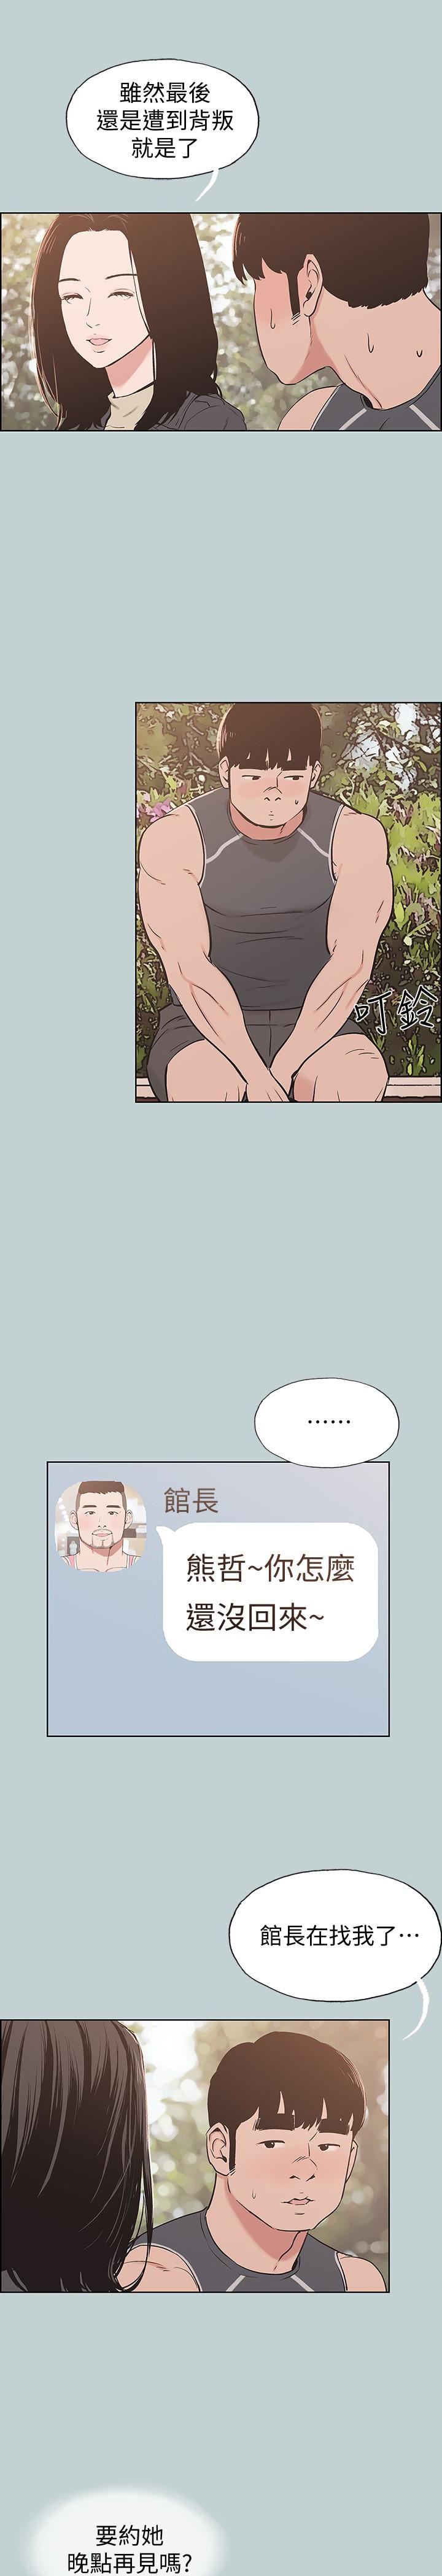 雖然最後
還是遭到背叛
就是了
叮鈴
⋯⋯
館長
熊哲~你怎麼
還沒回來~
館長在找我了⋯
要約她
晚點再見嗎?